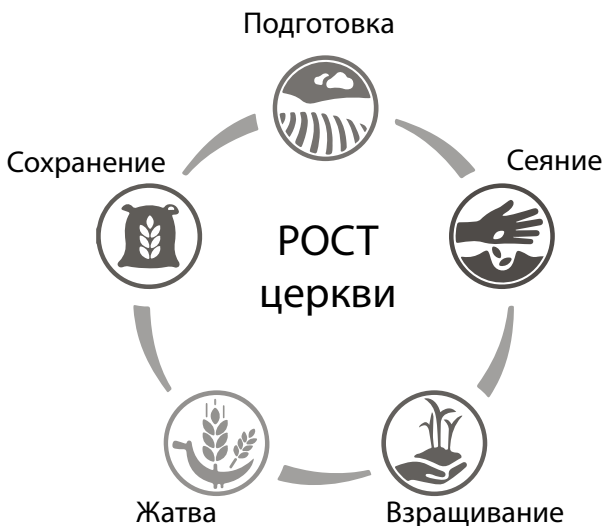 Подготовка
Сохранение
Сеяние
РОСТ
церкви
Жатва
Взращивание